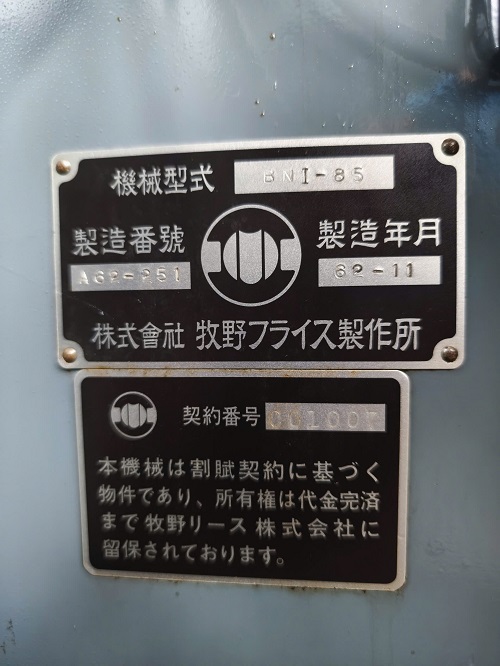 機械型式 BNI-85
製造番號 製造年月
A62-251 62-11
株式會社 牧野フライス製作所
契約番号
本機械は割賦契約に基づく
物件であり、所有権は代金完済
まで牧野リース株式会社に
留保されております。